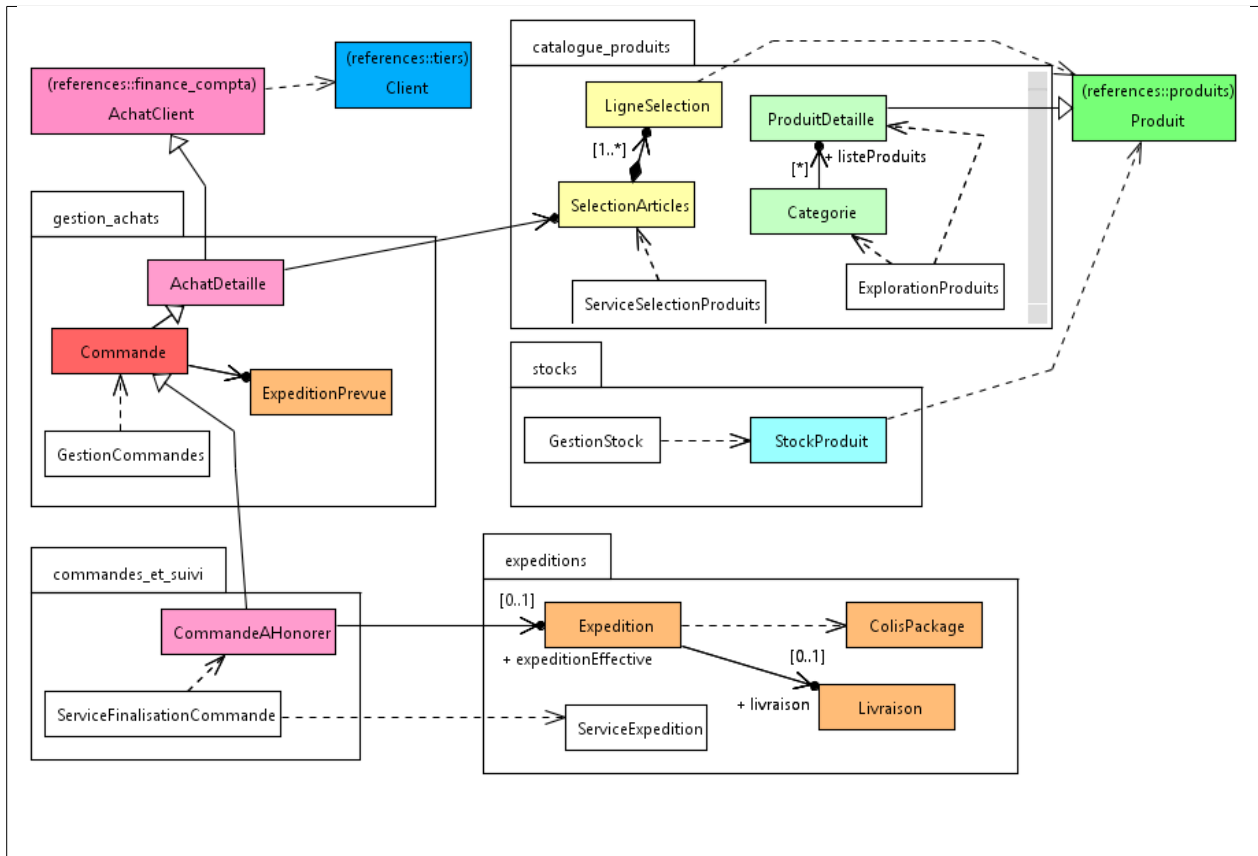 (references::finance_compta)
AchatClient
(references::tiers)
Client
catalogue_produits
LigneSelection
ProduitDetaille
(references::produits)
Produit
[1..*]
+ listeProduits
[*]
SelectionArticles
Categorie
ServiceSelectionProduits
ExplorationProduits
gestion_achats
AchatDetaille
Commande
ExpeditionPrevue
GestionCommandes
stocks
GestionStock
StockProduit
commandes_et_suivi
CommandeAHonorer
ServiceFinalisationCommande
expeditions
[0..1]
Expedition
+ expeditionEffective
ColisPackage
[0..1]
+ livraison
Livraison
ServiceExpedition